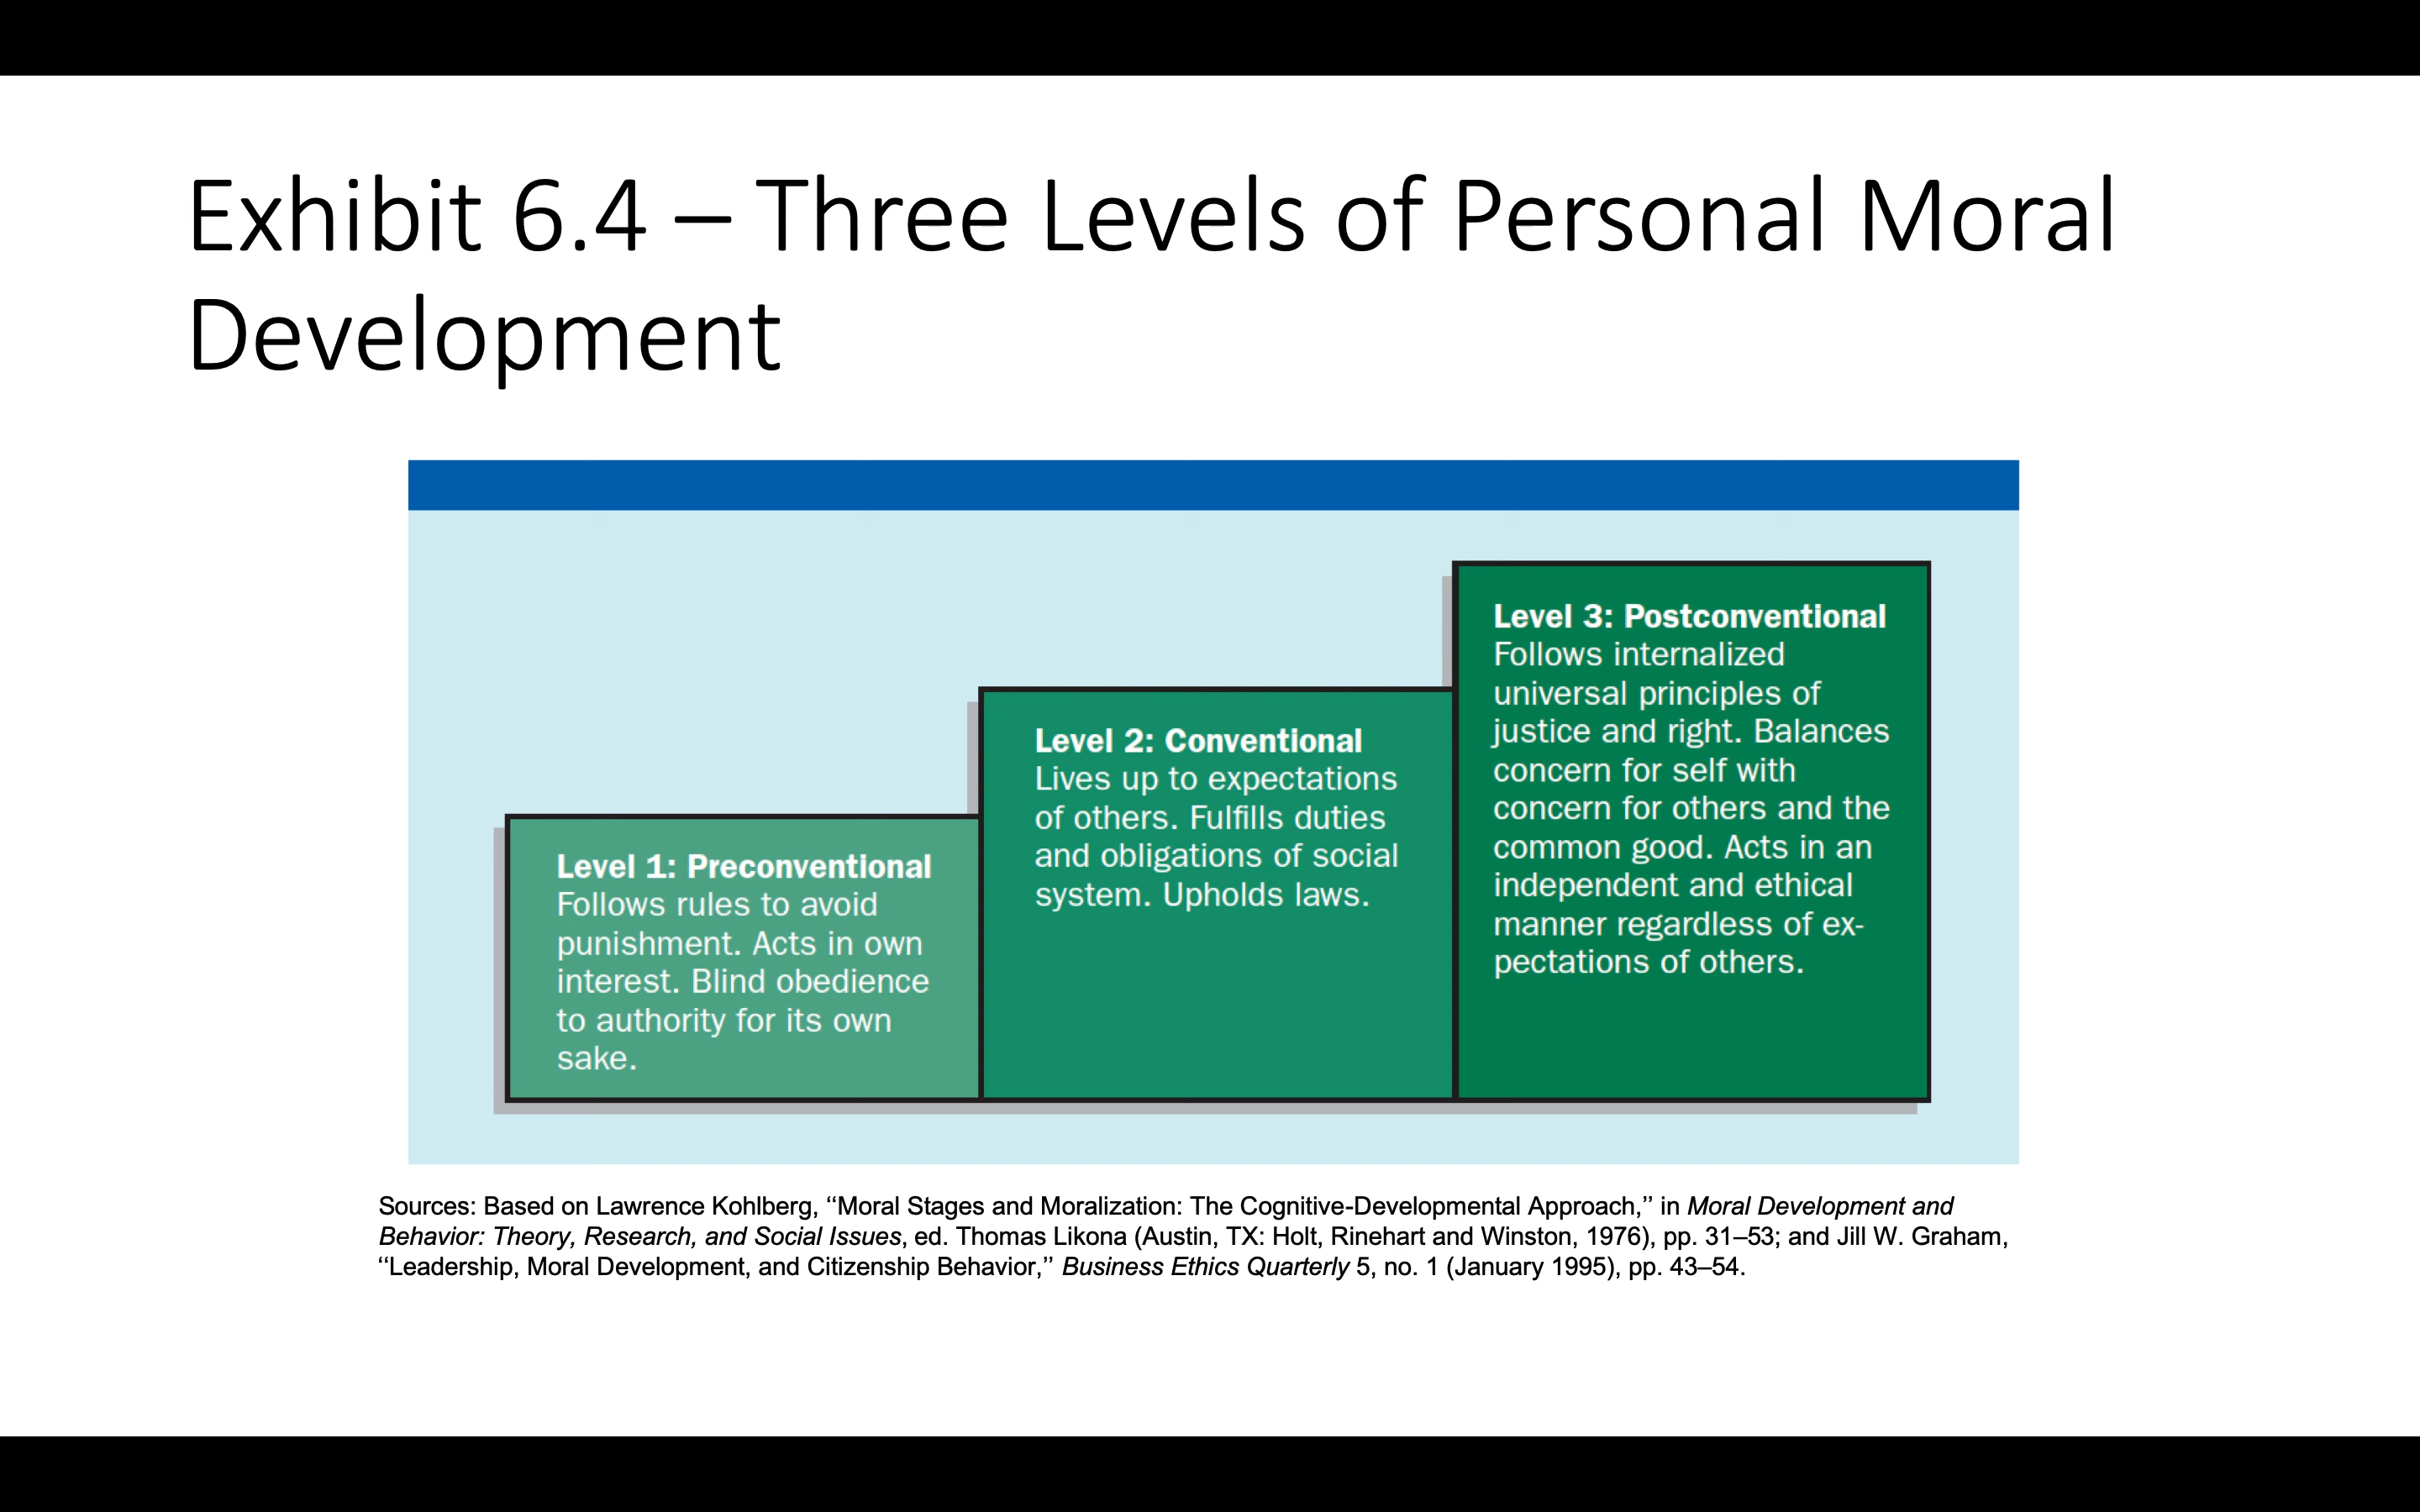 Exhibit 6.4 – Three Levels of Personal Moral
Development
Level 1: Preconventional
Follows rules to avoid
punishment. Acts in own
interest. Blind obedience
to authority for its own
sake.
Level 2: Conventional
Lives up to expectations
of others. Fulfills duties
and obligations of social
system. Upholds laws.
Level 3: Postconventional
Follows internalized
universal principles of
justice and right. Balances
concern for self with
concern for others and the
common good. Acts in an
independent and ethical
manner regardless of ex-
pectations of others.
Sources: Based on Lawrence Kohlberg, ‘‘Moral Stages and Moralization: The Cognitive-Developmental Approach,’’ in Moral Development and
Behavior: Theory, Research, and Social Issues, ed. Thomas Likona (Austin, TX: Holt, Rinehart and Winston, 1976), pp. 31–53; and Jill W. Graham,
‘‘Leadership, Moral Development, and Citizenship Behavior,’’ Business Ethics Quarterly 5, no. 1 (January 1995), pp. 43–54.